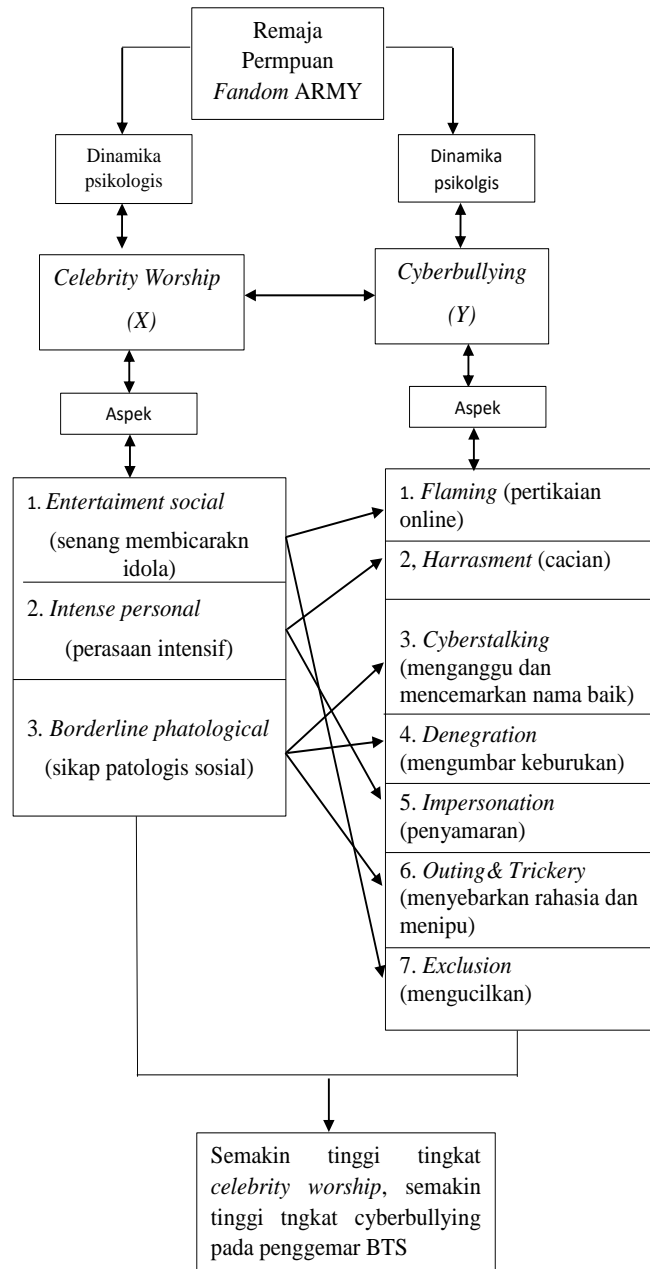 Remaja
Permpuan
Fandom ARMY
Dinamika
psikologis
Dinamika
psikolgis
Celebrity Worship
(X)
Cyberbullying
(Y)
Aspek
Aspek
1. Entertaiment social
(senang membicarakn
idola)
2. Intense personal
(perasaan intensif)
3. Borderline phatological
(sikap patologis sosial)
1. Flaming (pertikaian
online)
2, Harrasment (cacian)
3. Cyberstalking
(menganggu dan
mencemarkan nama baik)
4. Denegration
(mengumbar keburukan)
5. Impersonation
(penyamaran)
6. Outing& Trickery
(menyebarkan rahasia dan
menipu)
7. Exclusion
(mengucilkan)
Semakin tinggi tingkat
celebrity worship, semakin
tinggi tngkat cyberbullying
pada penggemar BTS